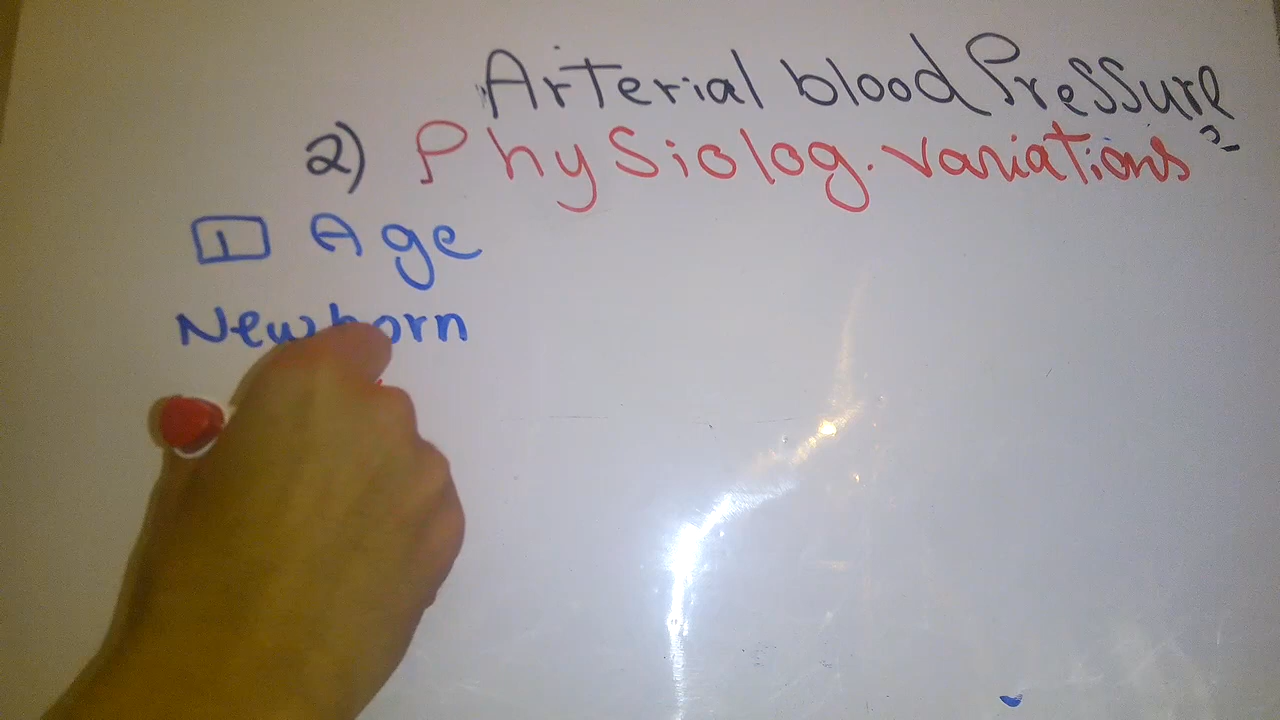 Arterial blood Pressure
2) Physiolog. variations
1 Age
Newborn